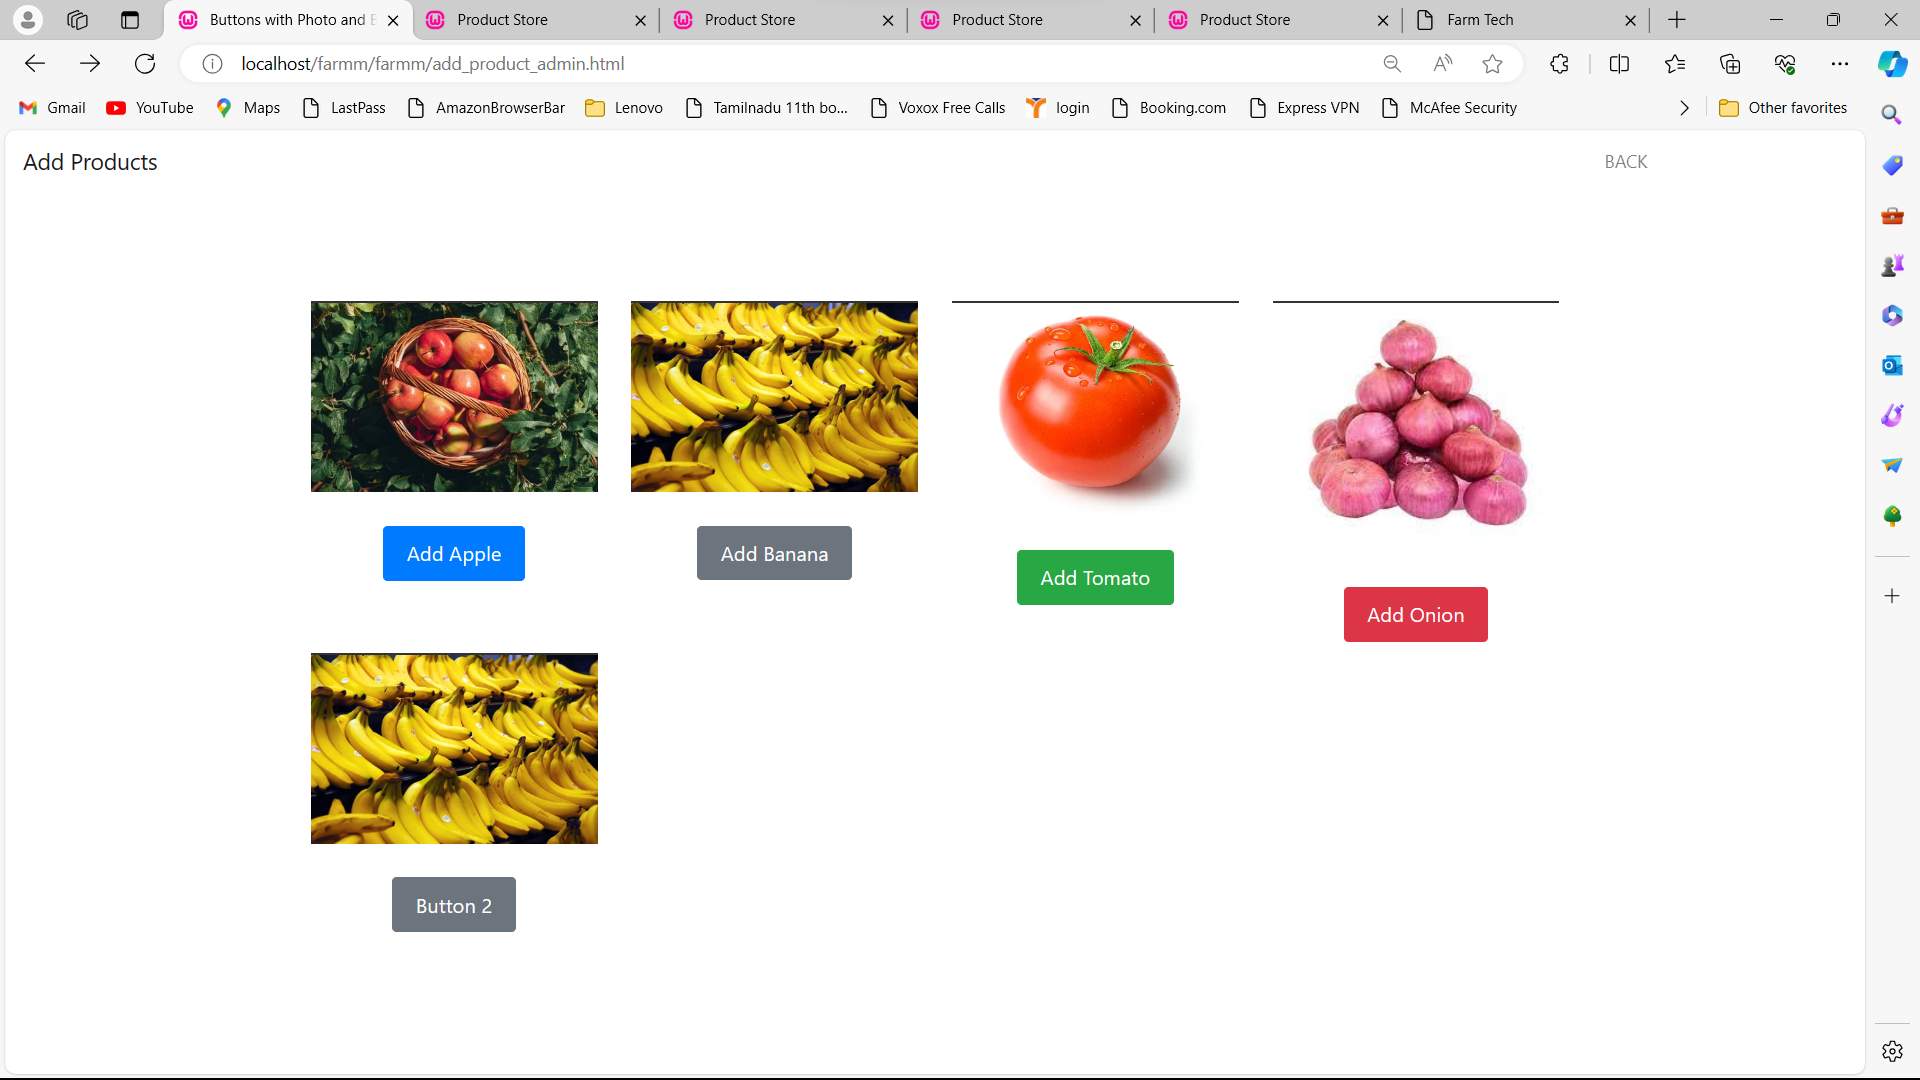 Buttons with Photo and
Product Store
Product Store
Product Store
Product Store
Farm Tech
localhost/farmm/farmm/add_product_admin.html
Gmail
YouTube
Maps
LastPass
AmazonBrowserBar
Lenovo
Tamilnadu 11th bo...
Voxox Free Calls
login
Booking.com
Express VPN
McAfee Security
Other favorites
Add Products
BACK
Add Apple
Add Banana
Add Tomato
Add Onion
Button 2